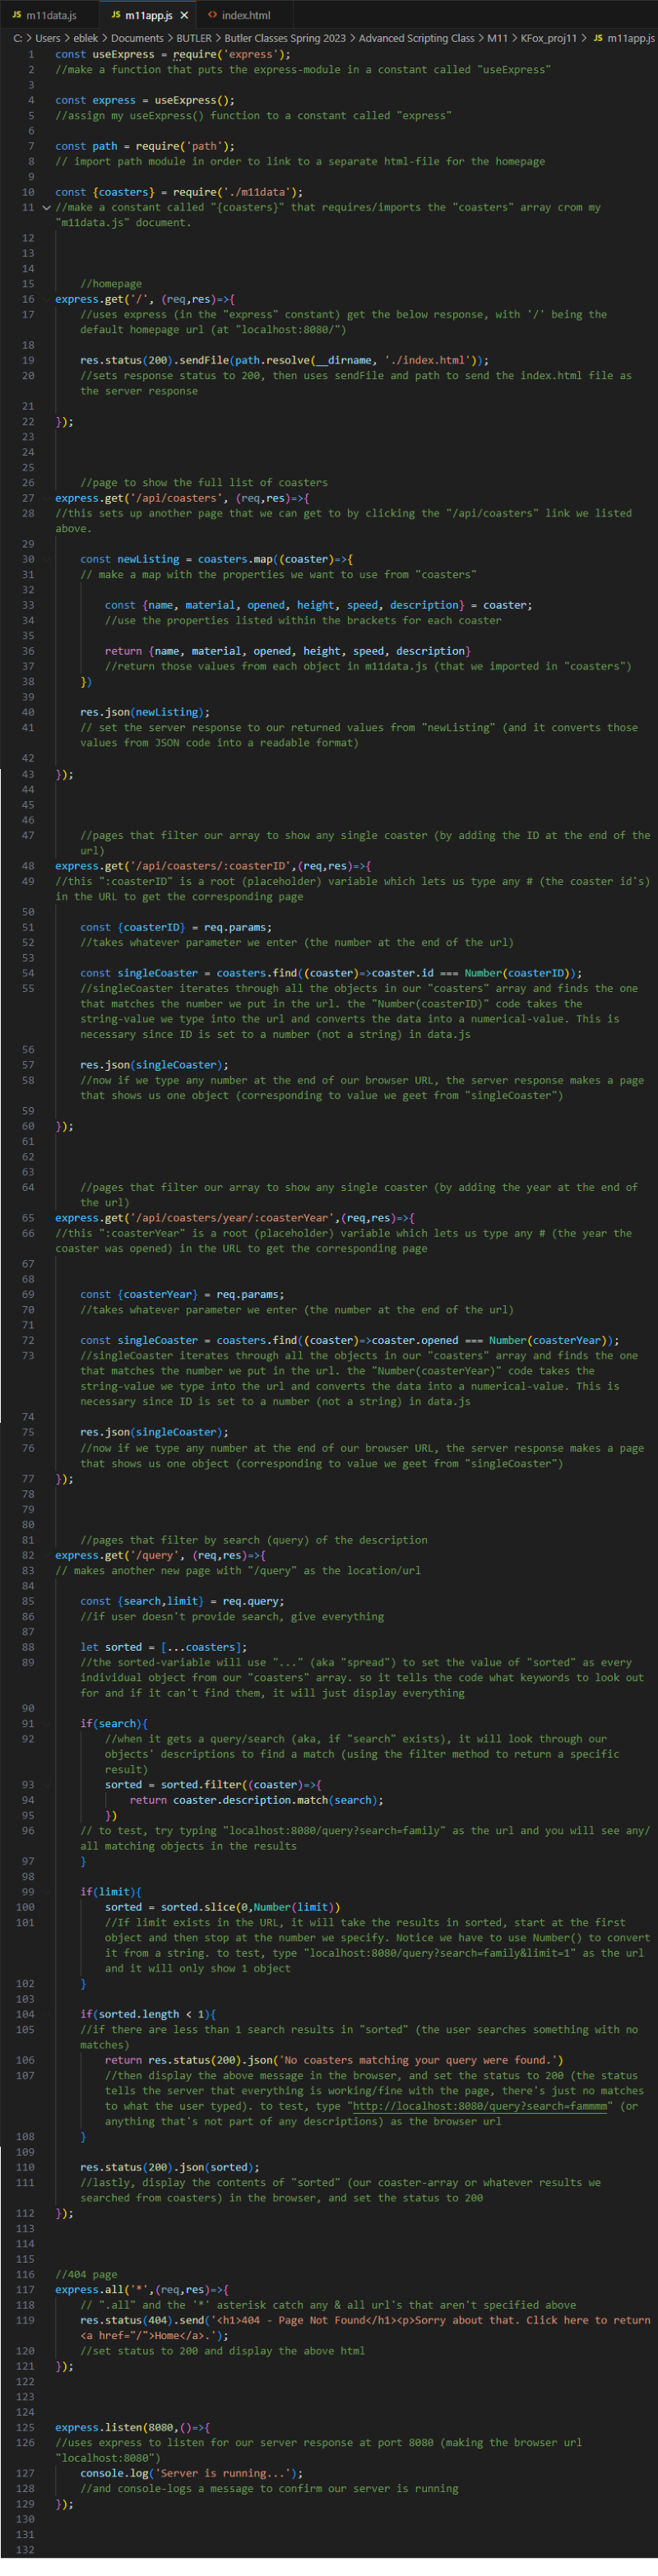 JS m11data.js
JS m11app.js ×
<> index.html
C: > Users > eblek > Documents > BUTLER > Butler Classes Spring 2023 > Advanced Scripting Class > M11 > KFox_proj11 > JS m11app.js
1 const useExpress = require('express');
2 //make a function that puts the express-module in a constant called "useExpress"
3
4 const express = useExpress();
5 //assign my useExpress() function to a constant called "express"
6
7 const path = require('path');
8 // import path module in order to link to a separate html-file for the homepage
9
10 const {coasters} = require('./m11data');
11 //make a constant called "{coasters}" that requires/imports the "coasters" array crom my
"m11data.js" document.
12
13
14
15 //homepage
16 express.get('/', (req,res)=>{
17 //uses express (in the "express" constant) get the below response, with '/' being the
default homepage url (at "localhost:8080/")
18
19 res.status(200).sendFile(path.resolve(__dirname, './index.html'));
20 //sets response status to 200, then uses sendFile and path to send the index.html file as
the server response
21
22 });
23
24
25
26 //page to show the full list of coasters
27 express.get('/api/coasters', (req,res)=>{
28 //this sets up another page that we can get to by clicking the "/api/coasters" link we listed
above.
29
30 const newListing = coasters.map((coaster)=>{
31 // make a map with the properties we want to use from "coasters"
32
33 const {name, material, opened, height, speed, description} = coaster;
34 //use the properties listed within the brackets for each coaster
35
36 return {name, material, opened, height, speed, description}
37 //return those values from each object in m11data.js (that we imported in "coasters")
38 })
39
40 res.json(newListing);
41 // set the server response to our returned values from "newListing" (and it converts those
values from JSON code into a readable format)
42
43 });
44
45
46
47 //pages that filter our array to show any single coaster (by adding the ID at the end of the
url)
48 express.get('/api/coasters/:coasterID',(req,res)=>{
49 //this ":coasterID" is a root (placeholder) variable which lets us type any # (the coaster id's)
in the URL to get the corresponding page
50
51 const {coasterID} = req.params;
52 //takes whatever parameter we enter (the number at the end of the url)
53
54 const singleCoaster = coasters.find((coaster)=>coaster.id === Number(coasterID));
55 //singleCoaster iterates through all the objects in our "coasters" array and finds the one
that matches the number we put in the url. the "Number(coasterID)" code takes the
string-value we type into the url and converts the data into a numerical-value. This is
necessary since ID is set to a number (not a string) in data.js
56
57 res.json(singleCoaster);
58 //now if we type any number at the end of our browser URL, the server response makes a page
that shows us one object (corresponding to value we geet from "singleCoaster")
59
60 });
61
62
63
64 //pages that filter our array to show any single coaster (by adding the year at the end of
the url)
65 express.get('/api/coasters/year/:coasterYear',(req,res)=>{
66 //this ":coasterYear" is a root (placeholder) variable which lets us type any # (the year the
coaster was opened) in the URL to get the corresponding page
67
68
69 const {coasterYear} = req.params;
70 //takes whatever parameter we enter (the number at the end of the url)
71
72 const singleCoaster = coasters.find((coaster)=>coaster.opened === Number(coasterYear));
73 //singleCoaster iterates through all the objects in our "coasters" array and finds the one
that matches the number we put in the url. the "Number(coasterYear)" code takes the
string-value we type into the url and converts the data into a numerical-value. This is
necessary since ID is set to a number (not a string) in data.js
74
75 res.json(singleCoaster);
76 //now if we type any number at the end of our browser URL, the server response makes a page
that shows us one object (corresponding to value we geet from "singleCoaster")
77 });
78
79
80
81 //pages that filter by search (query) of the description
82 express.get('/query', (req,res)=>{
83 // makes another new page with "/query" as the location/url
84
85 const {search,limit} = req.query;
86 //if user doesn't provide search, give everything
87
88 let sorted = [...coasters];
89 //the sorted-variable will use "..." (aka "spread") to set the value of "sorted" as every
individual object from our "coasters" array. so it tells the code what keywords to look out
for and if it can't find them, it will just display everything
90
91 if(search){
92 //when it gets a query/search (aka, if "search" exists), it will look through our
objects' descriptions to find a match (using the filter method to return a specific
result)
93 sorted = sorted.filter((coaster)=>{
94 return coaster.description.match(search);
95 })
96 // to test, try typing "localhost:8080/query?search=family" as the url and you will see any/
all matching objects in the results
97 }
98
99 if(limit){
100 sorted = sorted.slice(0,Number(limit))
101 //If limit exists in the URL, it will take the results in sorted, start at the first
object and then stop at the number we specify. Notice we have to use Number() to convert
it from a string. to test, type "localhost:8080/query?search=family&limit=1" as the url
and it will only show 1 object
102 }
103
104 if(sorted.length < 1){
105 //if there are less than 1 search results in "sorted" (the user searches something with no
matches)
106 return res.status(200).json('No coasters matching your query were found.')
107 //then display the above message in the browser, and set the status to 200 (the status
tells the server that everything is working/fine with the page, there's just no matches
to what the user typed). to test, type "http://localhost:8080/query?search=fammmm" (or
anything that's not part of any descriptions) as the browser url
108 }
109
110 res.status(200).json(sorted);
111 //lastly, display the contents of "sorted" (our coaster-array or whatever results we
searched from coasters) in the browser, and set the status to 200
112 });
113
114
115
116 //404 page
117 express.all('*',(req,res)=>{
118 // ".all" and the '*' asterisk catch any & all url's that aren't specified above
119 res.status(404).send('<h1>404 - Page Not Found</h1><p>Sorry about that. Click here to return
<a href="/">Home</a>.');
120 //set status to 200 and display the above html
121 });
122
123
124
125 express.listen(8080,()=>{
126 //uses express to listen for our server response at port 8080 (making the browser url
"localhost:8080")
127 console.log('Server is running...');
128 //and console-logs a message to confirm our server is running
129 });
130
131
132